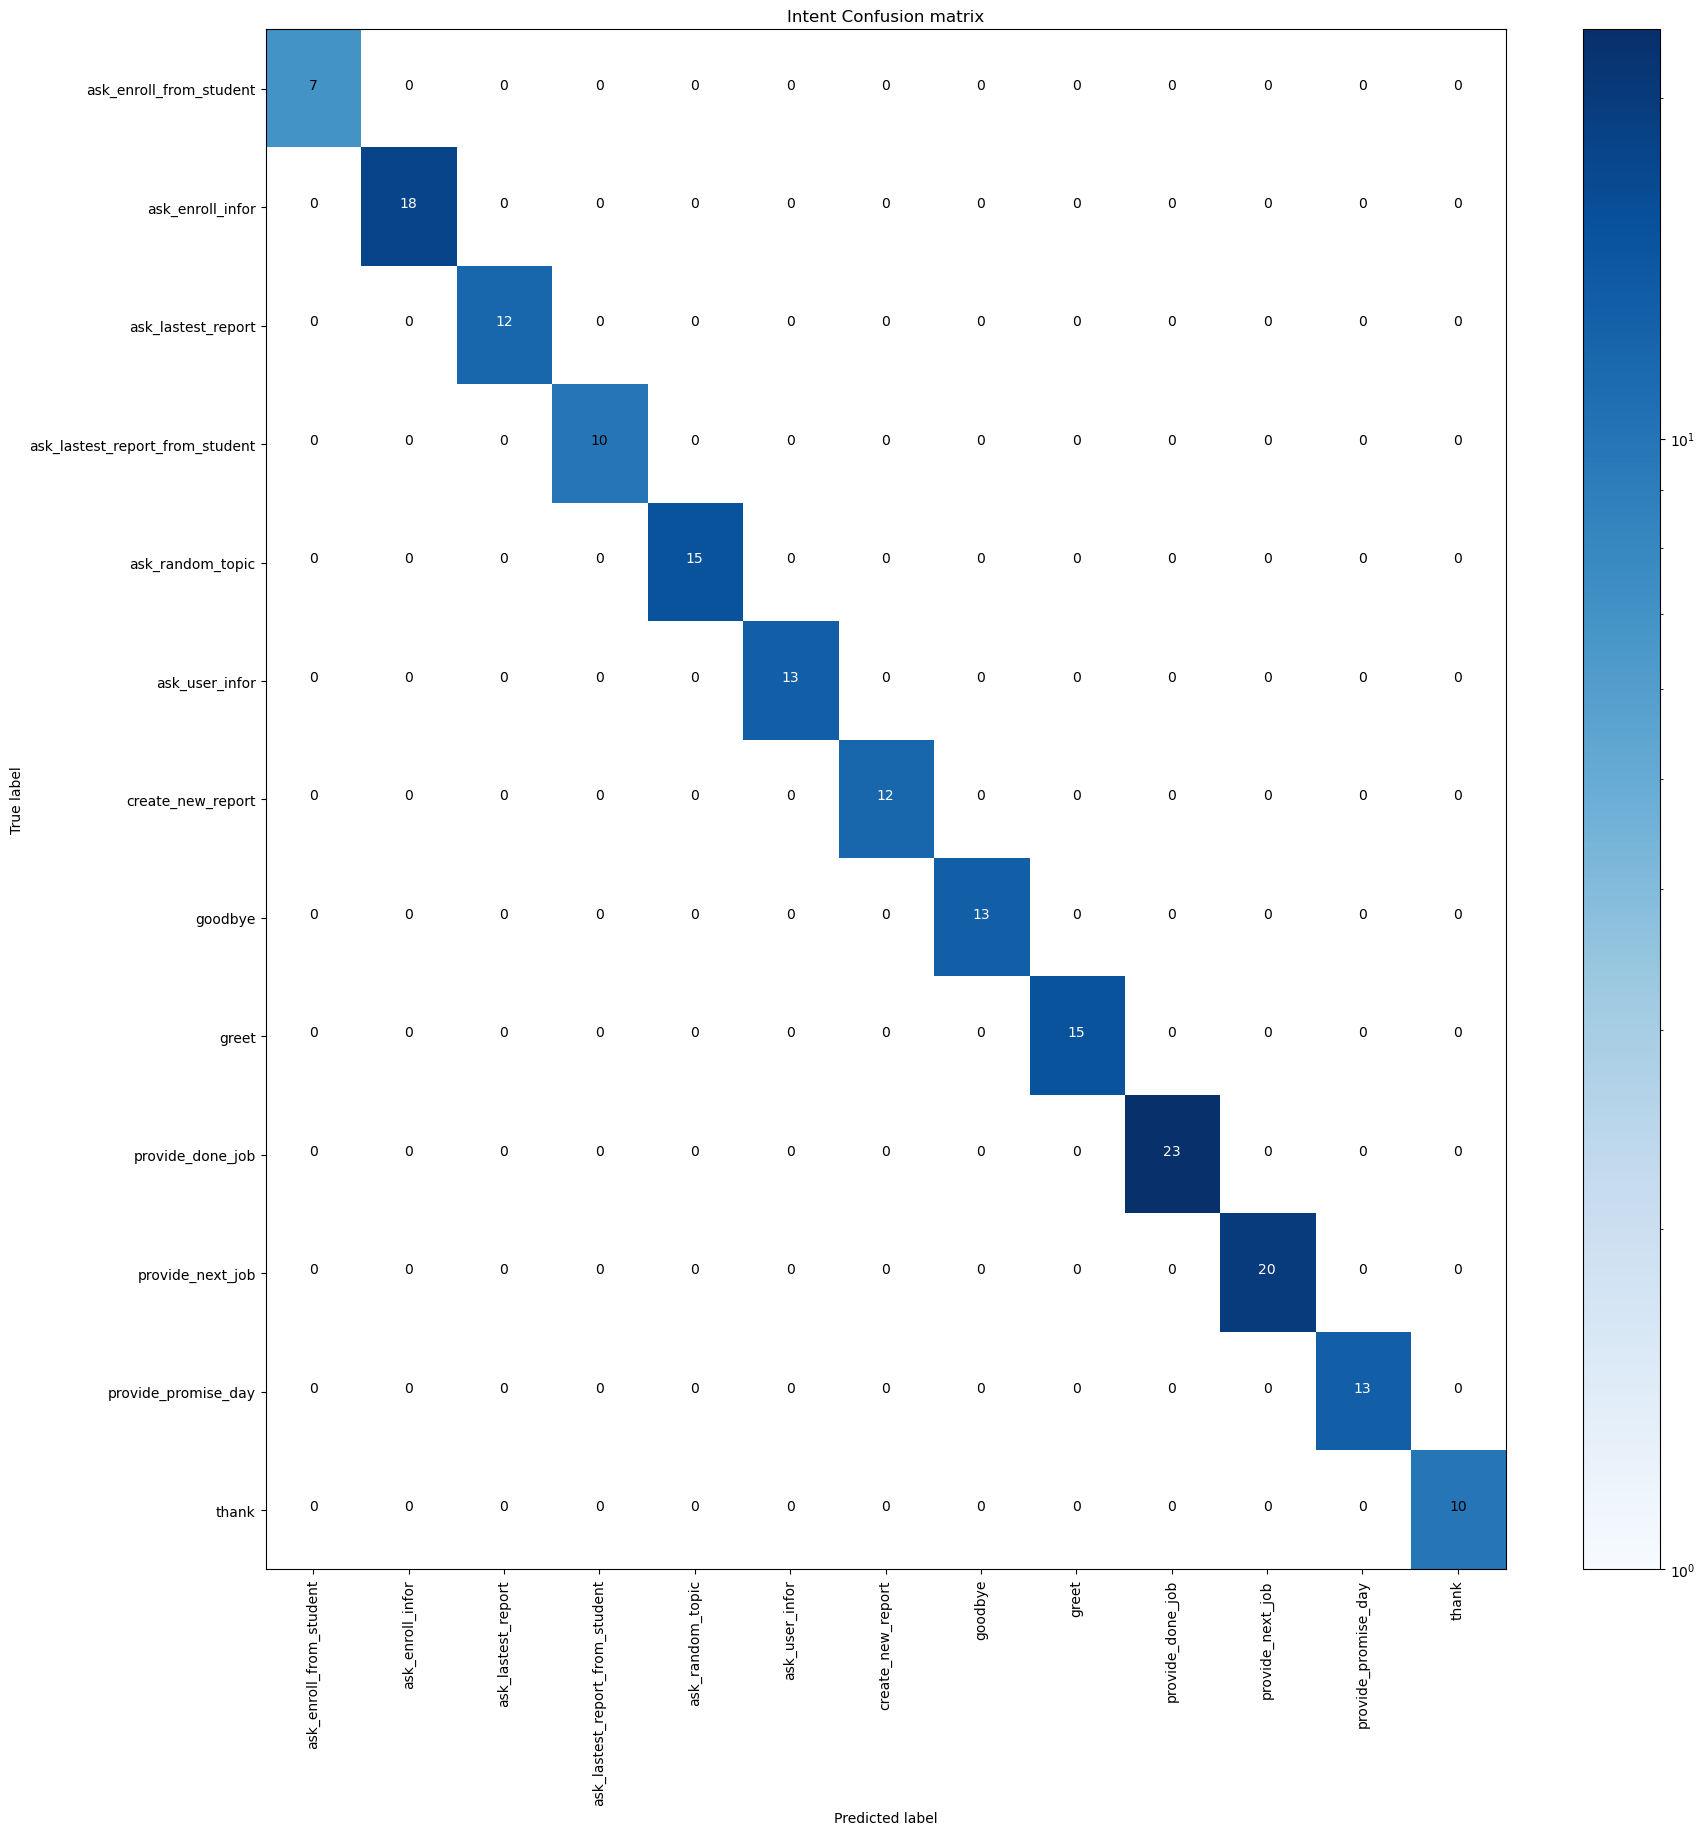 Intent Confusion matrix
ask_enroll_from_student 7 0 0 0 0 0 0 0 0 0 0 0 0
ask_enroll_infor 0 18 0 0 0 0 0 0 0 0 0 0 0
ask_lastest_report 0 0 12 0 0 0 0 0 0 0 0 0 0
ask_lastest_report_from_student 0 0 0 10 0 0 0 0 0 0 0 0 0
ask_random_topic 0 0 0 0 15 0 0 0 0 0 0 0 0
ask_user_infor 0 0 0 0 0 13 0 0 0 0 0 0 0
create_new_report 0 0 0 0 0 0 12 0 0 0 0 0 0
goodbye 0 0 0 0 0 0 0 13 0 0 0 0 0
greet 0 0 0 0 0 0 0 0 15 0 0 0 0
provide_done_job 0 0 0 0 0 0 0 0 0 23 0 0 0
provide_next_job 0 0 0 0 0 0 0 0 0 0 20 0 0
provide_promise_day 0 0 0 0 0 0 0 0 0 0 0 13 0
thank 0 0 0 0 0 0 0 0 0 0 0 0 10
True label
ask_enroll_from_student
ask_enroll_infor
ask_lastest_report
ask_lastest_report_from_student
ask_random_topic
ask_user_infor
create_new_report
goodbye
greet
provide_done_job
provide_next_job
provide_promise_day
thank
Predicted label
10¹
10⁰